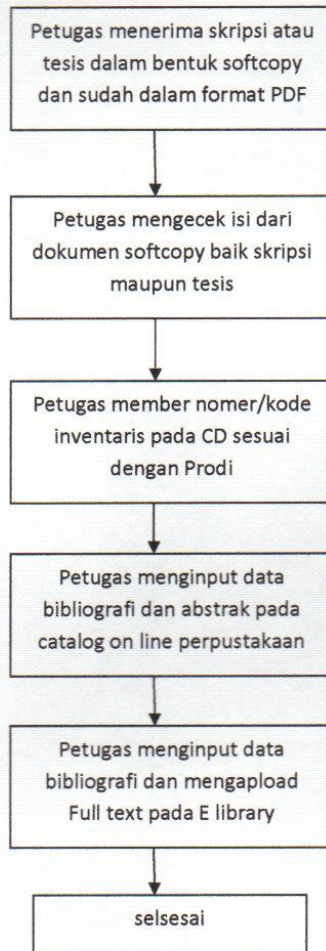 Petugas menerima skripsi atau
tesis dalam bentuk softcopy
dan sudah dalam format PDF
Petugas mengecek isi dari
dokumen softcopy baik skripsi
maupun tesis
Petugas member nomer/kode
inventaris pada CD sesuai
dengan Prodi
Petugas menginput data
bibliografi dan abstrak pada
catalog on line perpustakaan
Petugas menginput data
bibliografi dan mengapload
Full text pada E library
selsesai